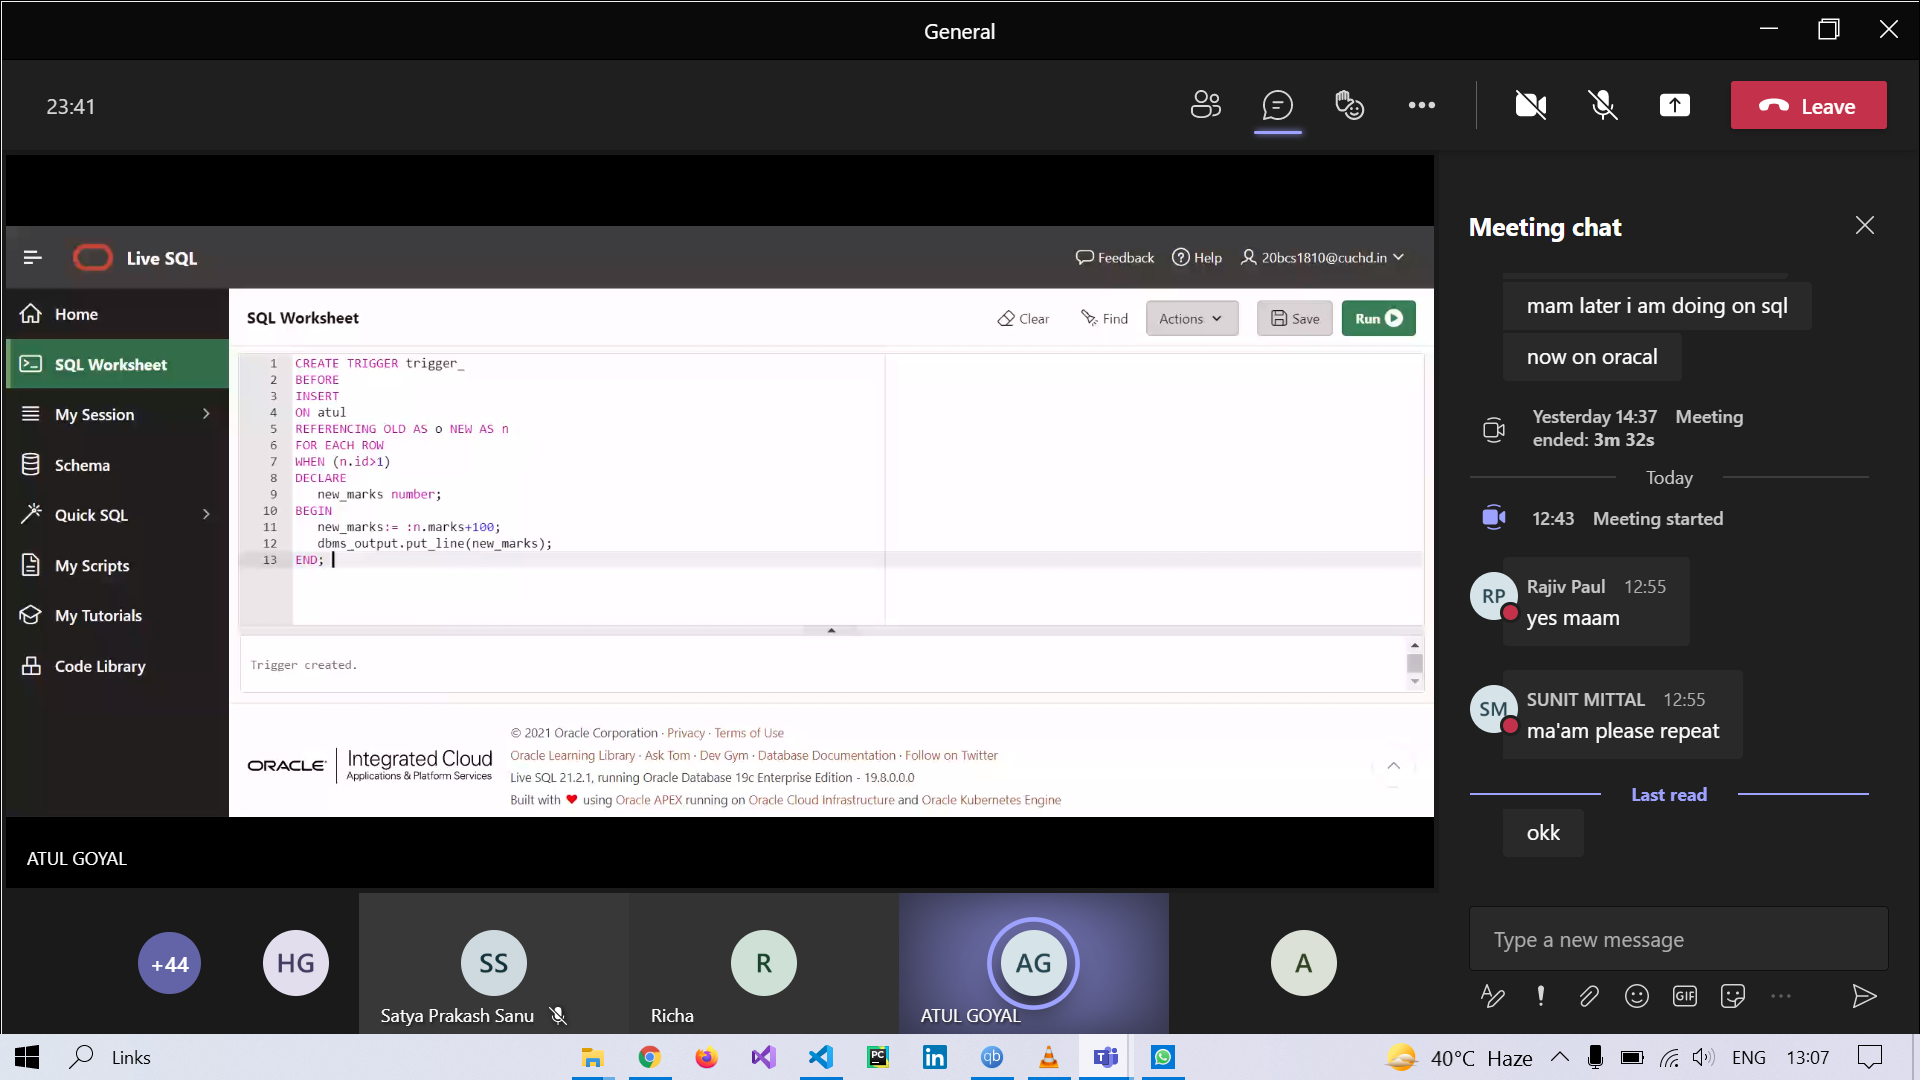 General
23:41
Leave
Live SQL
Feedback
Help
20bcs1810@cuchd.in
Home
SQL Worksheet
My Session
Schema
Quick SQL
My Scripts
My Tutorials
Code Library
SQL Worksheet
Clear
Find
Actions
Save
Run
1 CREATE TRIGGER trigger_
2 BEFORE
3 INSERT
4 ON atul
5 REFERENCING OLD AS o NEW AS n
6 FOR EACH ROW
7 WHEN (n.id>1)
8 DECLARE
9 new_marks number;
10 BEGIN
11 new_marks:= :n.marks+100;
12 dbms_output.put_line(new_marks);
13 END;
Trigger created.
ORACLE
Integrated Cloud
Applications & Platform Services
© 2021 Oracle Corporation · Privacy · Terms of Use
Oracle Learning Library · Ask Tom · Dev Gym · Database Documentation · Follow on Twitter
Live SQL 21.2.1, running Oracle Database 19c Enterprise Edition - 19.8.0.0.0
Built with ❤ using Oracle APEX running on Oracle Cloud Infrastructure and Oracle Kubernetes Engine
ATUL GOYAL
Meeting chat
mam later i am doing on sql
now on oracal
Yesterday 14:37 Meeting
ended: 3m 32s
Today
12:43 Meeting started
RP
Rajiv Paul 12:55
yes maam
SM
SUNIT MITTAL 12:55
ma'am please repeat
Last read
okk
Type a new message
GIF
+44
HG
SS
Satya Prakash Sanu
R
Richa
AG
ATUL GOYAL
A
Links
PC
in
qb
T
40°C Haze
ENG
13:07